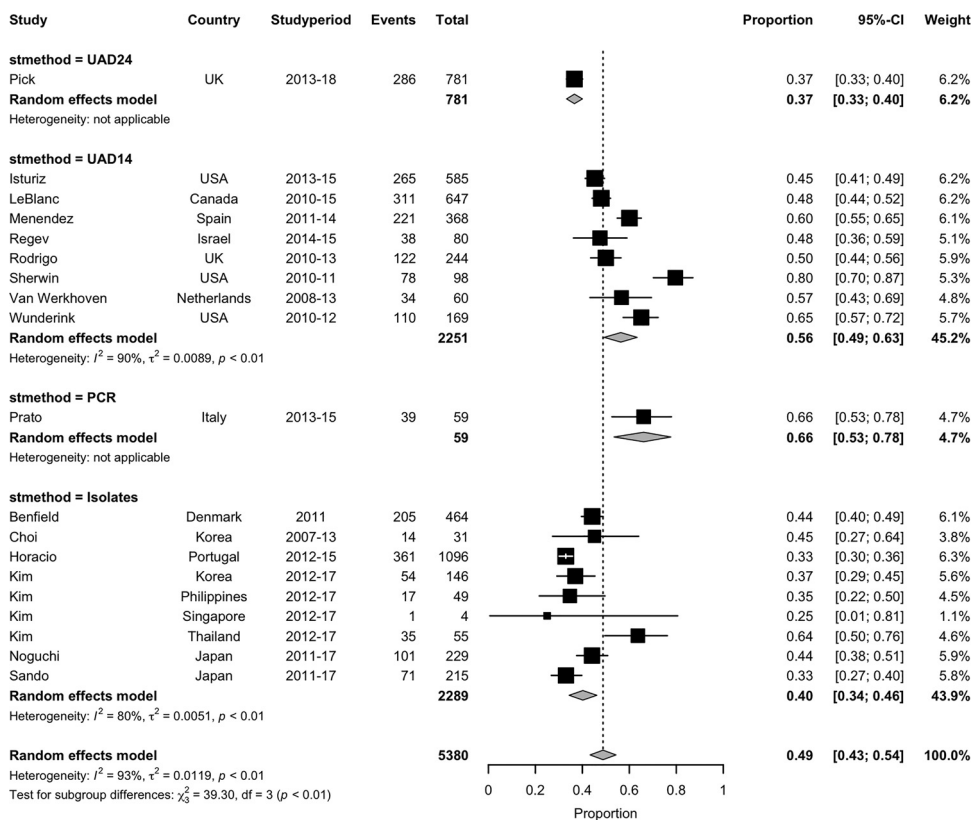 Study Country Studyperiod Events Total Proportion 95%-CI Weight
stmethod = UAD24
Pick UK 2013-18 286 781 0.37 [0.33; 0.40] 6.2%
Random effects model 781 0.37 [0.33; 0.40] 6.2%
Heterogeneity: not applicable
stmethod = UAD14
Isturiz USA 2013-15 265 585 0.45 [0.41; 0.49] 6.2%
LeBlanc Canada 2010-15 311 647 0.48 [0.44; 0.52] 6.2%
Menendez Spain 2011-14 221 368 0.60 [0.55; 0.65] 6.1%
Regev Israel 2014-15 38 80 0.48 [0.36; 0.59] 5.1%
Rodrigo UK 2010-13 122 244 0.50 [0.44; 0.56] 5.9%
Sherwin USA 2010-11 78 98 0.80 [0.70; 0.87] 5.3%
Van Werkhoven Netherlands 2008-13 34 60 0.57 [0.43; 0.69] 4.8%
Wunderink USA 2010-12 110 169 0.65 [0.57; 0.72] 5.7%
Random effects model 2251 0.56 [0.49; 0.63] 45.2%
Heterogeneity: I² = 90%, τ² = 0.0089, p < 0.01
stmethod = PCR
Prato Italy 2013-15 39 59 0.66 [0.53; 0.78] 4.7%
Random effects model 59 0.66 [0.53; 0.78] 4.7%
Heterogeneity: not applicable
stmethod = Isolates
Benfield Denmark 2011 205 464 0.44 [0.40; 0.49] 6.1%
Choi Korea 2007-13 14 31 0.45 [0.27; 0.64] 3.8%
Horacio Portugal 2012-15 361 1096 0.33 [0.30; 0.36] 6.3%
Kim Korea 2012-17 54 146 0.37 [0.29; 0.45] 5.6%
Kim Philippines 2012-17 17 49 0.35 [0.22; 0.50] 4.5%
Kim Singapore 2012-17 1 4 0.25 [0.01; 0.81] 1.1%
Kim Thailand 2012-17 35 55 0.64 [0.50; 0.76] 4.6%
Noguchi Japan 2011-17 101 229 0.44 [0.38; 0.51] 5.9%
Sando Japan 2011-17 71 215 0.33 [0.27; 0.40] 5.8%
Random effects model 2289 0.40 [0.34; 0.46] 43.9%
Heterogeneity: I² = 80%, τ² = 0.0051, p < 0.01
Random effects model 5380 0.49 [0.43; 0.54] 100.0%
Heterogeneity: I² = 93%, τ² = 0.0119, p < 0.01
Test for subgroup differences: χ²₃ = 39.30, df = 3 (p < 0.01)
0 0.2 0.4 0.6 0.8 1
Proportion